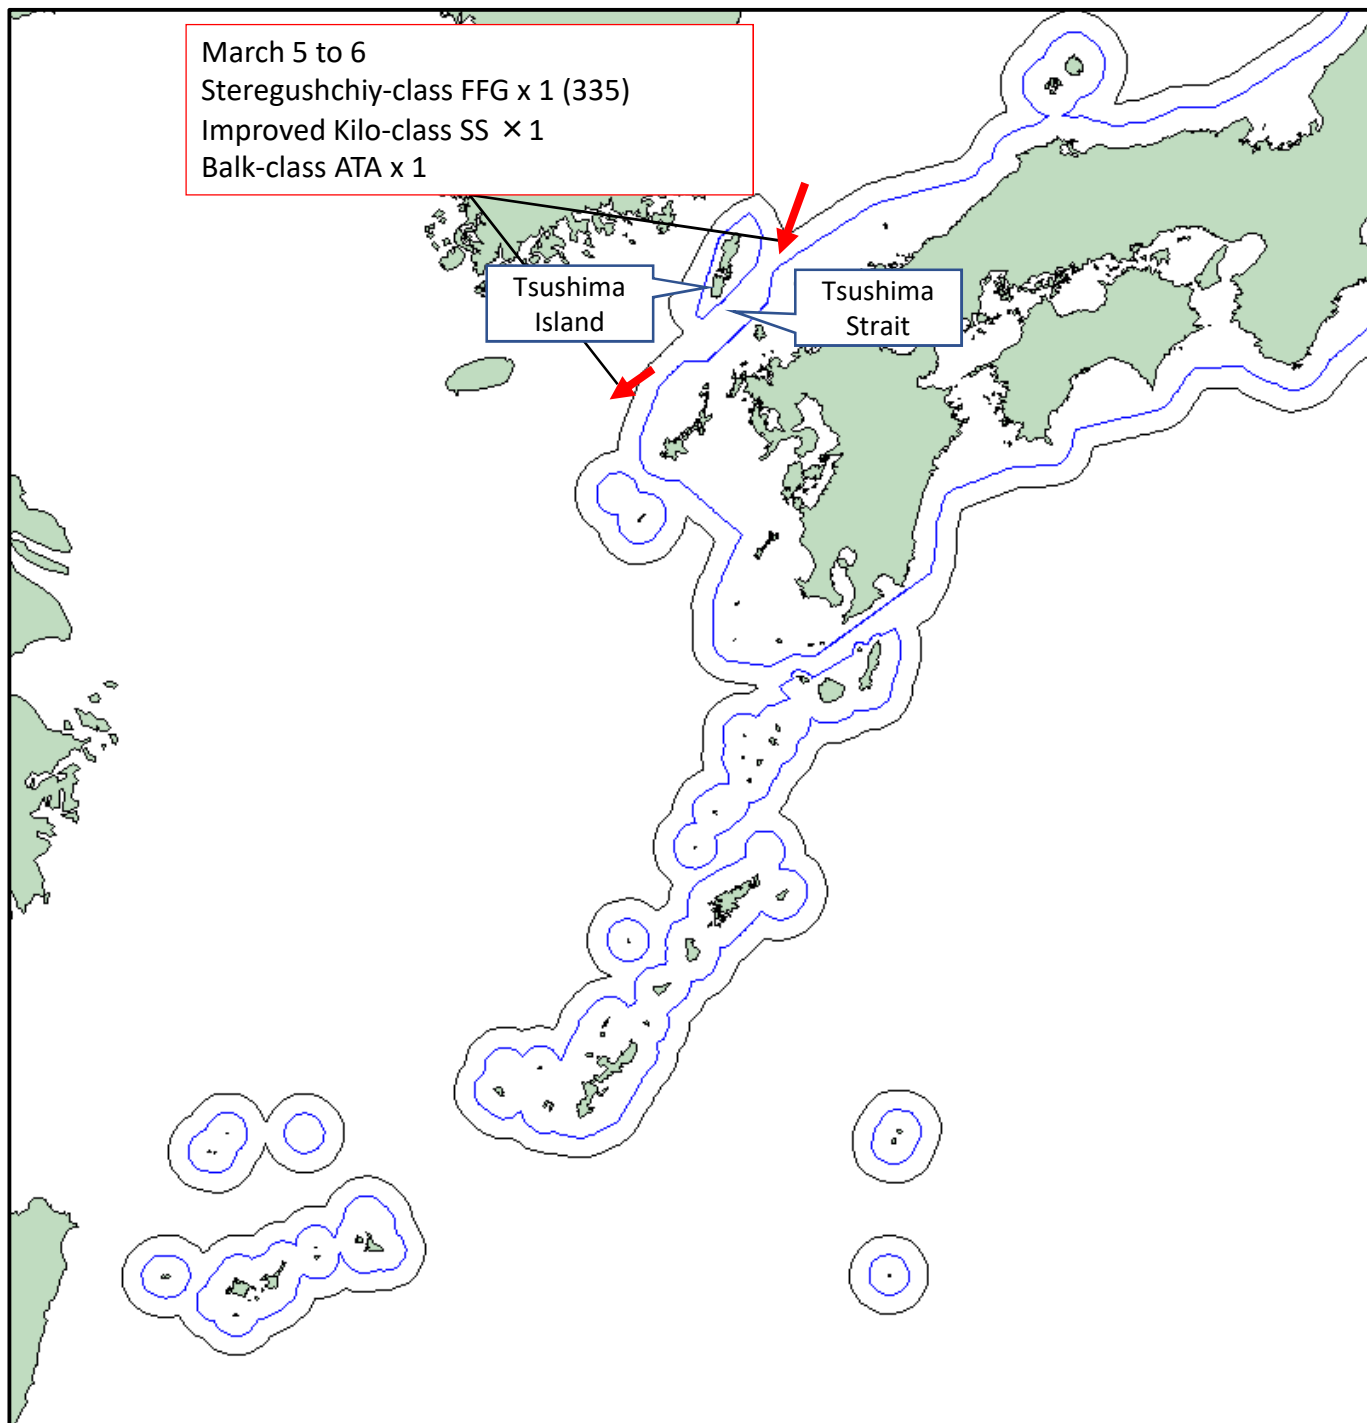 March 5 to 6
Steregushchiy-class FFG x 1 (335)
Improved Kilo-class SS ×1
Balk-class ATA x 1
Tsushima
Island
Tsushima
Strait